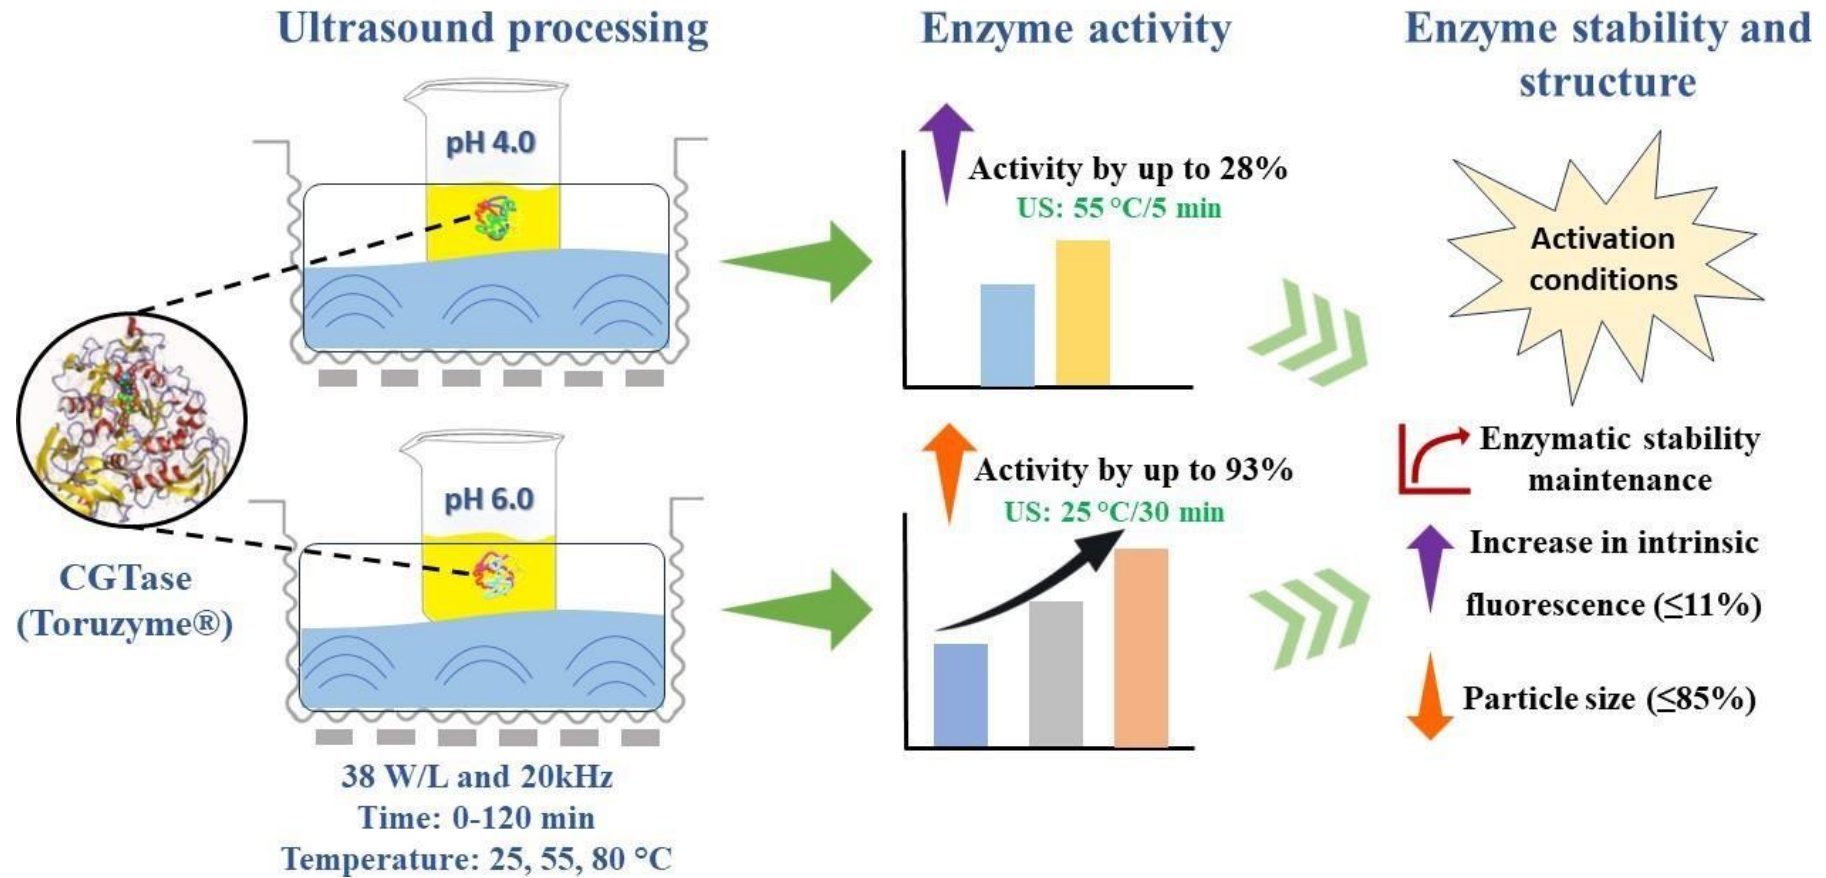 Ultrasound processing
pH 4.0
pH 6.0
CGTase
(Toruzyme®)
38 W/L and 20kHz
Time: 0-120 min
Temperature: 25, 55, 80 °C
Enzyme activity
Activity by up to 28%
US: 55 °C/5 min
Activity by up to 93%
US: 25 °C/30 min
Enzyme stability and
structure
Activation
conditions
Enzymatic stability
maintenance
Increase in intrinsic
fluorescence (≤11%)
Particle size (≤85%)